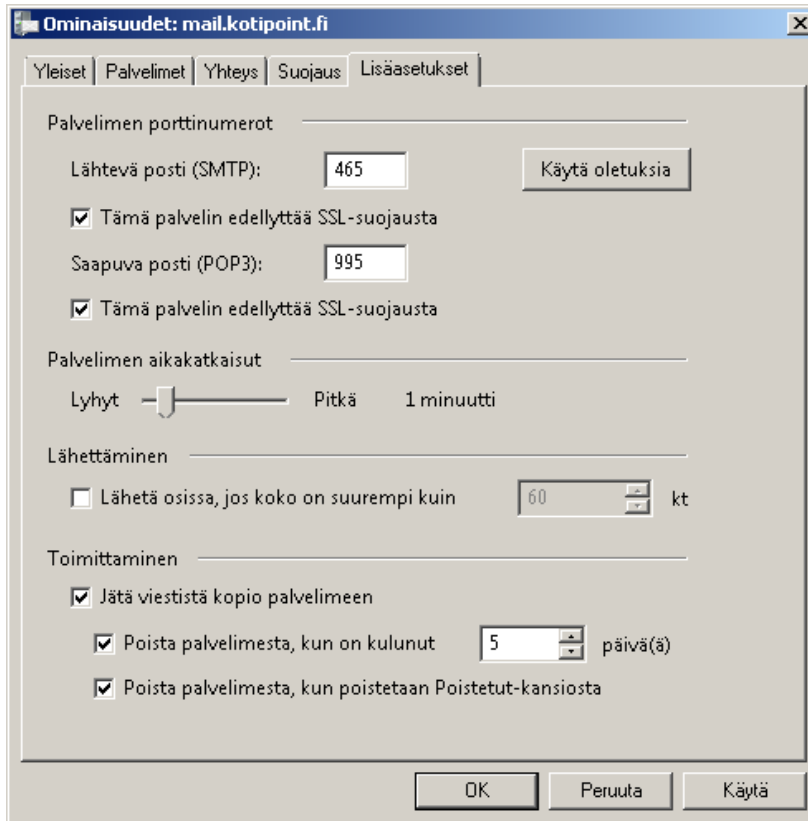 Ominaisuudet: mail.kotipoint.fi
Yleiset Palvelimet Yhteys Suojaus Lisäasetukset
Palvelimen porttinumerot
Lähtevä posti (SMTP): 465 Käytä oletuksia
Tämä palvelin edellyttää SSL-suojausta
Saapuva posti (POP3): 995
Tämä palvelin edellyttää SSL-suojausta
Palvelimen aikakatkaisut
Lyhyt Pitkä 1 minuutti
Lähettäminen
Lähetä osissa, jos koko on suurempi kuin 60 kt
Toimittaminen
Jätä viestistä kopio palvelimeen
Poista palvelimesta, kun on kulunut 5 päivä(ä)
Poista palvelimesta, kun poistetaan Poistetut-kansiosta
OK Peruuta Käytä